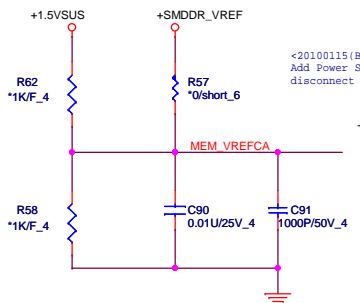 +1.5VSUS
+SMDDR_VREF
<20100115(B
Add Power S
disconnect
R62
*1K/F_4
R57
*0/short_6
MEM_VREFCA
R58
*1K/F_4
C90
0.01U/25V_4
C91
1000P/50V_4